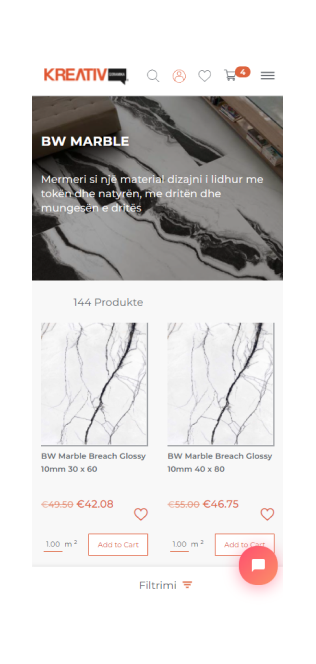 KREATIV
4
BW MARBLE
Mermeri si një material dizajni i lidhur me
tokën dhe natyrën, me dritën dhe
mungesën e dritës
144 Produkte
BW Marble Breach Glossy
10mm 30 x 60
€49.50 €42.08
1.00 m 2
Add to Cart
BW Marble Breach Glossy
10mm 40 x 80
€55.00 €46.75
1.00 m 2
Add to Cart
Filtrimi